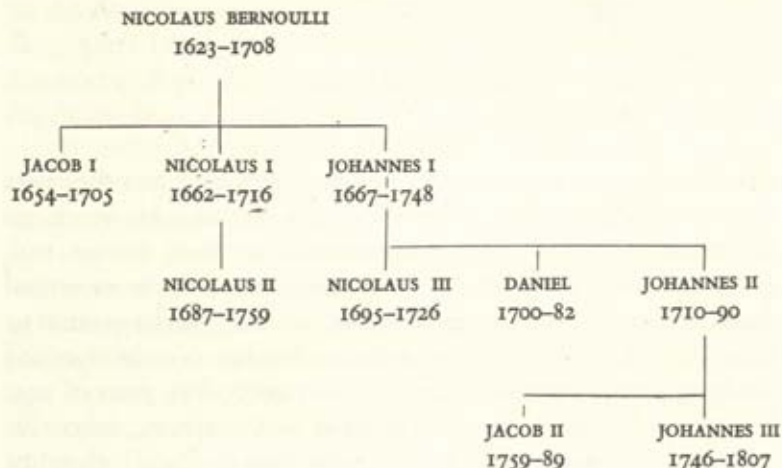 NICOLAUS BERNOULLI
1623–1708
JACOB I NICOLAUS I JOHANNES I
1654–1705 1662–1716 1667–1748
NICOLAUS II NICOLAUS III DANIEL JOHANNES II
1687–1759 1695–1726 1700–82 1710–90
JACOB II JOHANNES III
1759–89 1746–1807